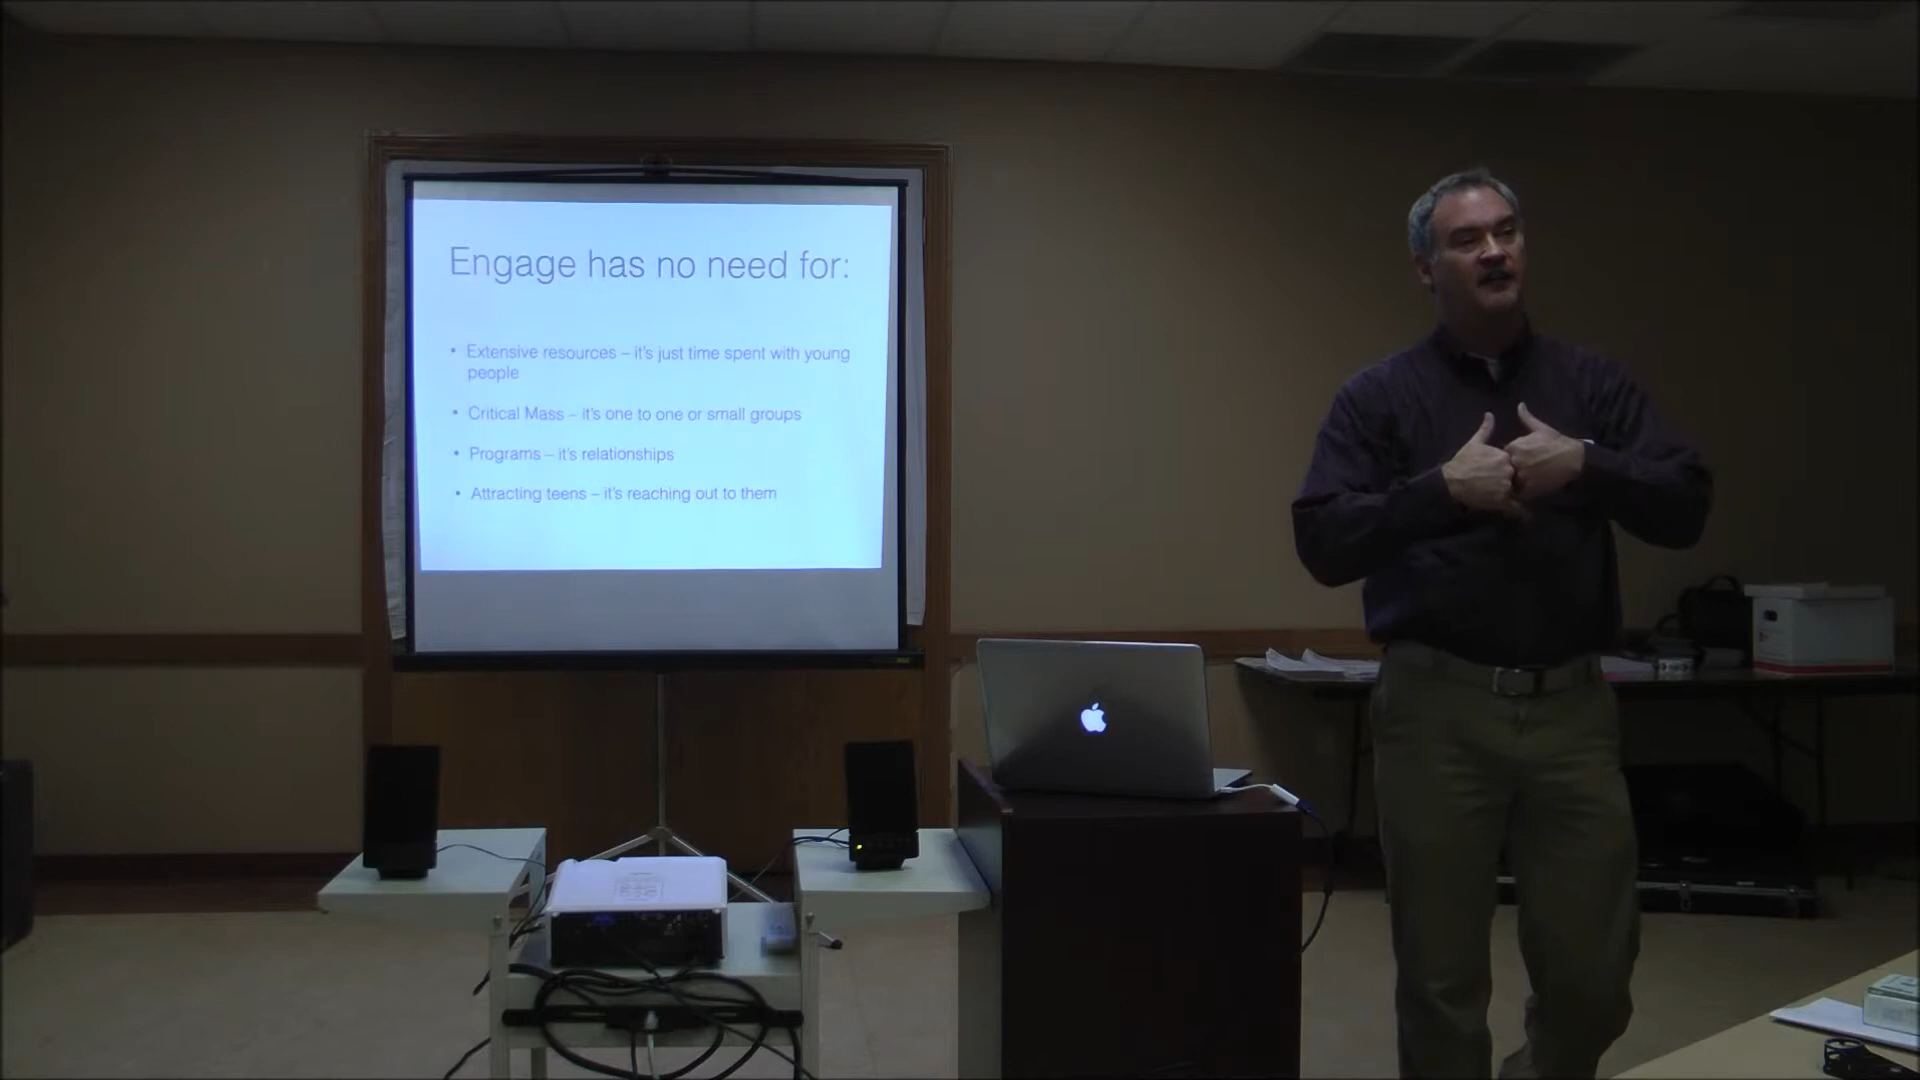 Engage has no need for:
• Extensive resources – it's just time spent with young
people
• Critical Mass – it's one to one or small groups
• Programs – it's relationships
• Attracting teens – it's reaching out to them